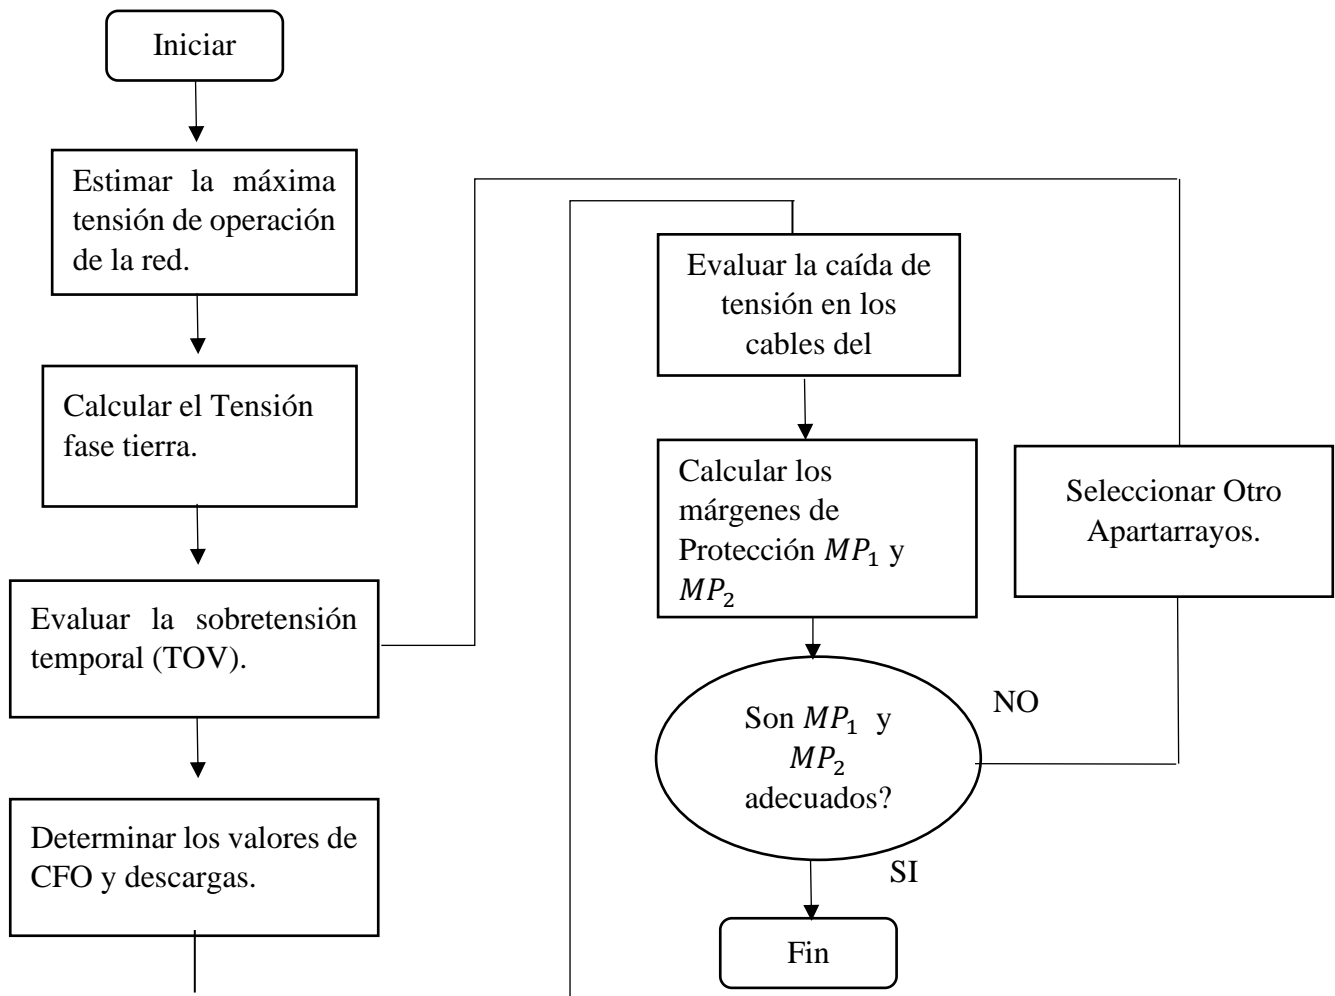 Iniciar
Estimar la máxima
tensión de operación
de la red.
Calcular el Tensión
fase tierra.
Evaluar la sobretensión
temporal (TOV).
Determinar los valores de
CFO y descargas.
Evaluar la caída de
tensión en los
cables del
Calcular los
márgenes de
Protección MP₁ y
MP₂
Son MP₁ y
MP₂
adecuados?
NO
SI
Seleccionar Otro
Apartarrayos.
Fin